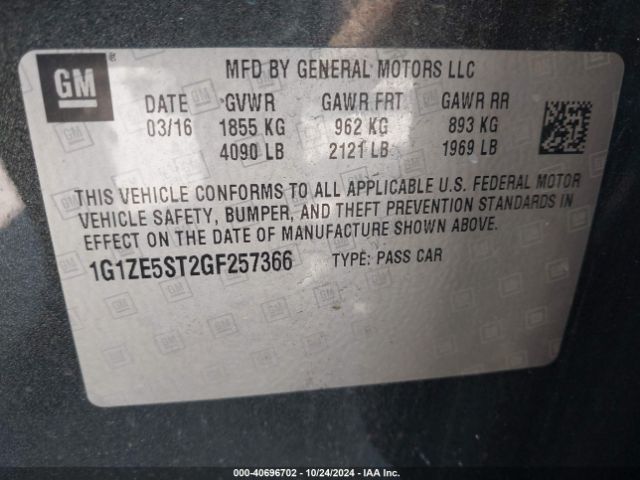 GM
MFD BY GENERAL MOTORS LLC
DATE GVWR GAWR FRT GAWR RR
03/16 1855 KG 962 KG 893 KG
4090 LB 2121 LB 1969 LB
THIS VEHICLE CONFORMS TO ALL APPLICABLE U.S. FEDERAL MOTOR
VEHICLE SAFETY, BUMPER, AND THEFT PREVENTION STANDARDS IN
EFFECT ON THE DATE OF MANUFACTURE SHOWN ABOVE.
1G1ZE5ST2GF257366 TYPE: PASS CAR
000-40696702 - 10/24/2024 - IAA Inc.